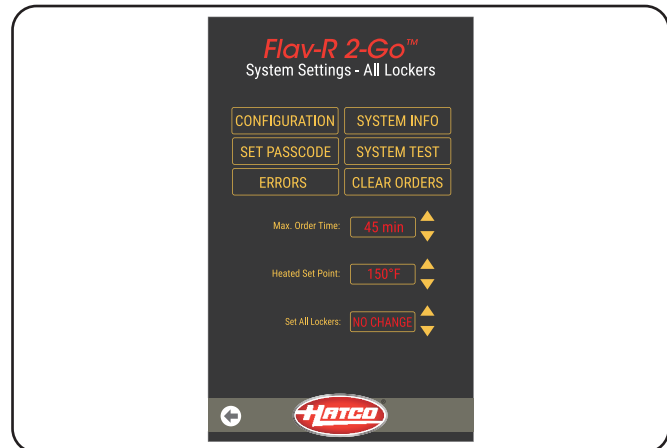 Flav-R 2-Go™
System Settings - All Lockers
CONFIGURATION SYSTEM INFO
SET PASSCODE SYSTEM TEST
ERRORS CLEAR ORDERS
Max. Order Time: 45 min
Heated Set Point: 150°F
Set All Lockers: NO CHANGE
HATCO®